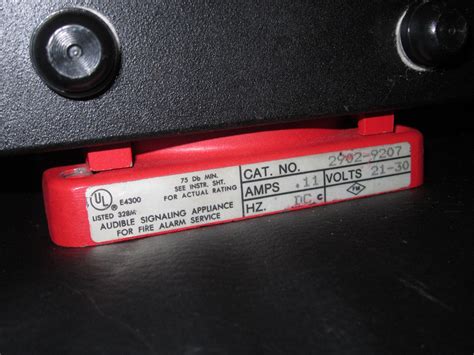 75 Db MIN.
SEE INSTR. SHT.
FOR ACTUAL RATING
UL
E4300
LISTED 328M
AUDIBLE SIGNALING APPLIANCE
FOR FIRE ALARM SERVICE
CAT. NO. 2902-9207
AMPS .11 VOLTS 21-30
HZ. DC
FM